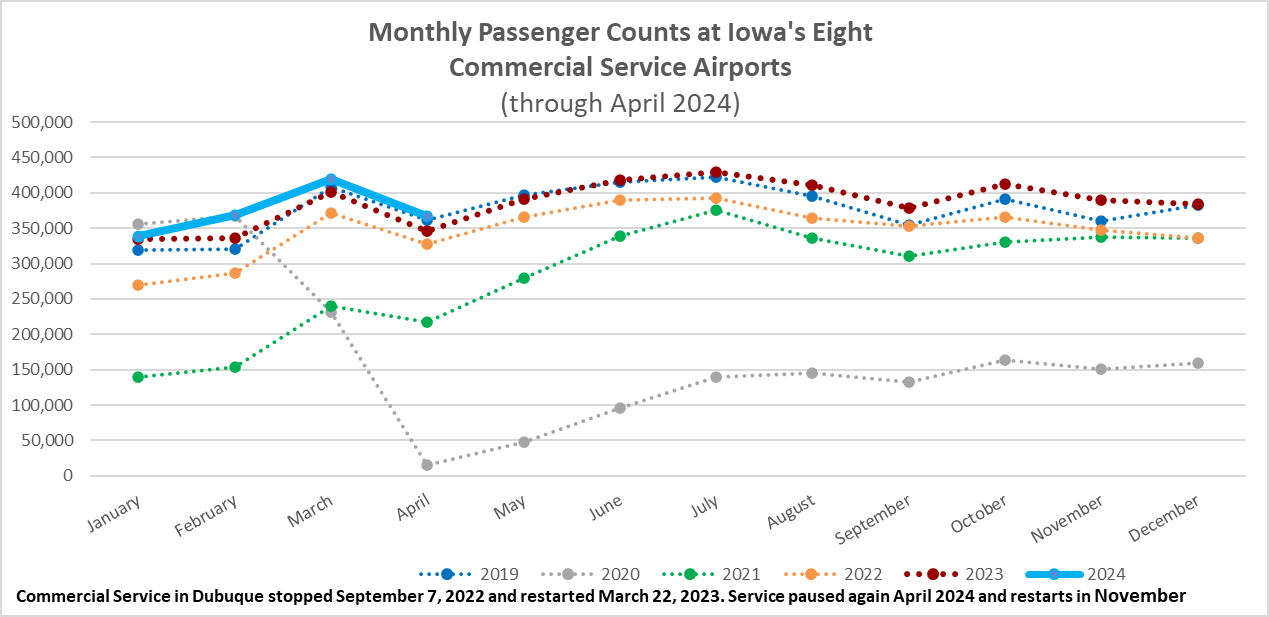 Monthly Passenger Counts at Iowa's Eight
Commercial Service Airports
(through April 2024)
500,000
450,000
400,000
350,000
300,000
250,000
200,000
150,000
100,000
50,000
0
January
February
March
April
May
June
July
August
September
October
November
December
2019
2020
2021
2022
2023
2024
Commercial Service in Dubuque stopped September 7, 2022 and restarted March 22, 2023. Service paused again April 2024 and restarts in November